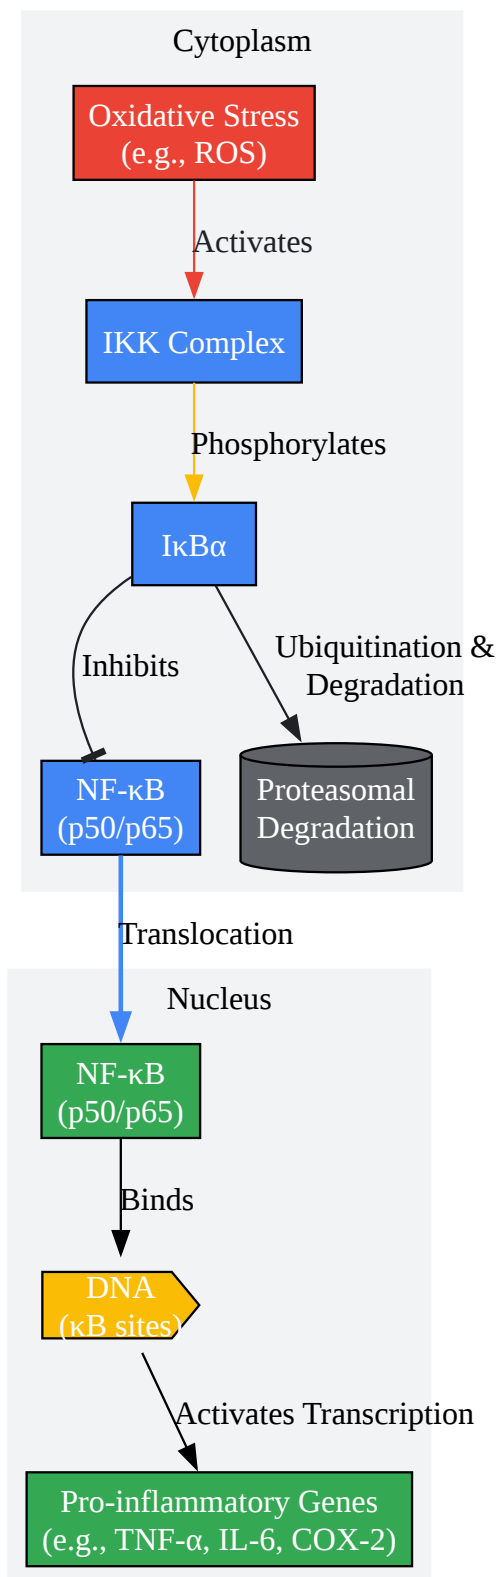 Cytoplasm
Oxidative Stress
(e.g., ROS)
Activates
IKK Complex
Phosphorylates
IκBα
Inhibits
Ubiquitination &
Degradation
NF-κB
(p50/p65)
Proteasomal
Degradation
Translocation
Nucleus
NF-κB
(p50/p65)
Binds
DNA
(κB sites)
Activates Transcription
Pro-inflammatory Genes
(e.g., TNF-α, IL-6, COX-2)